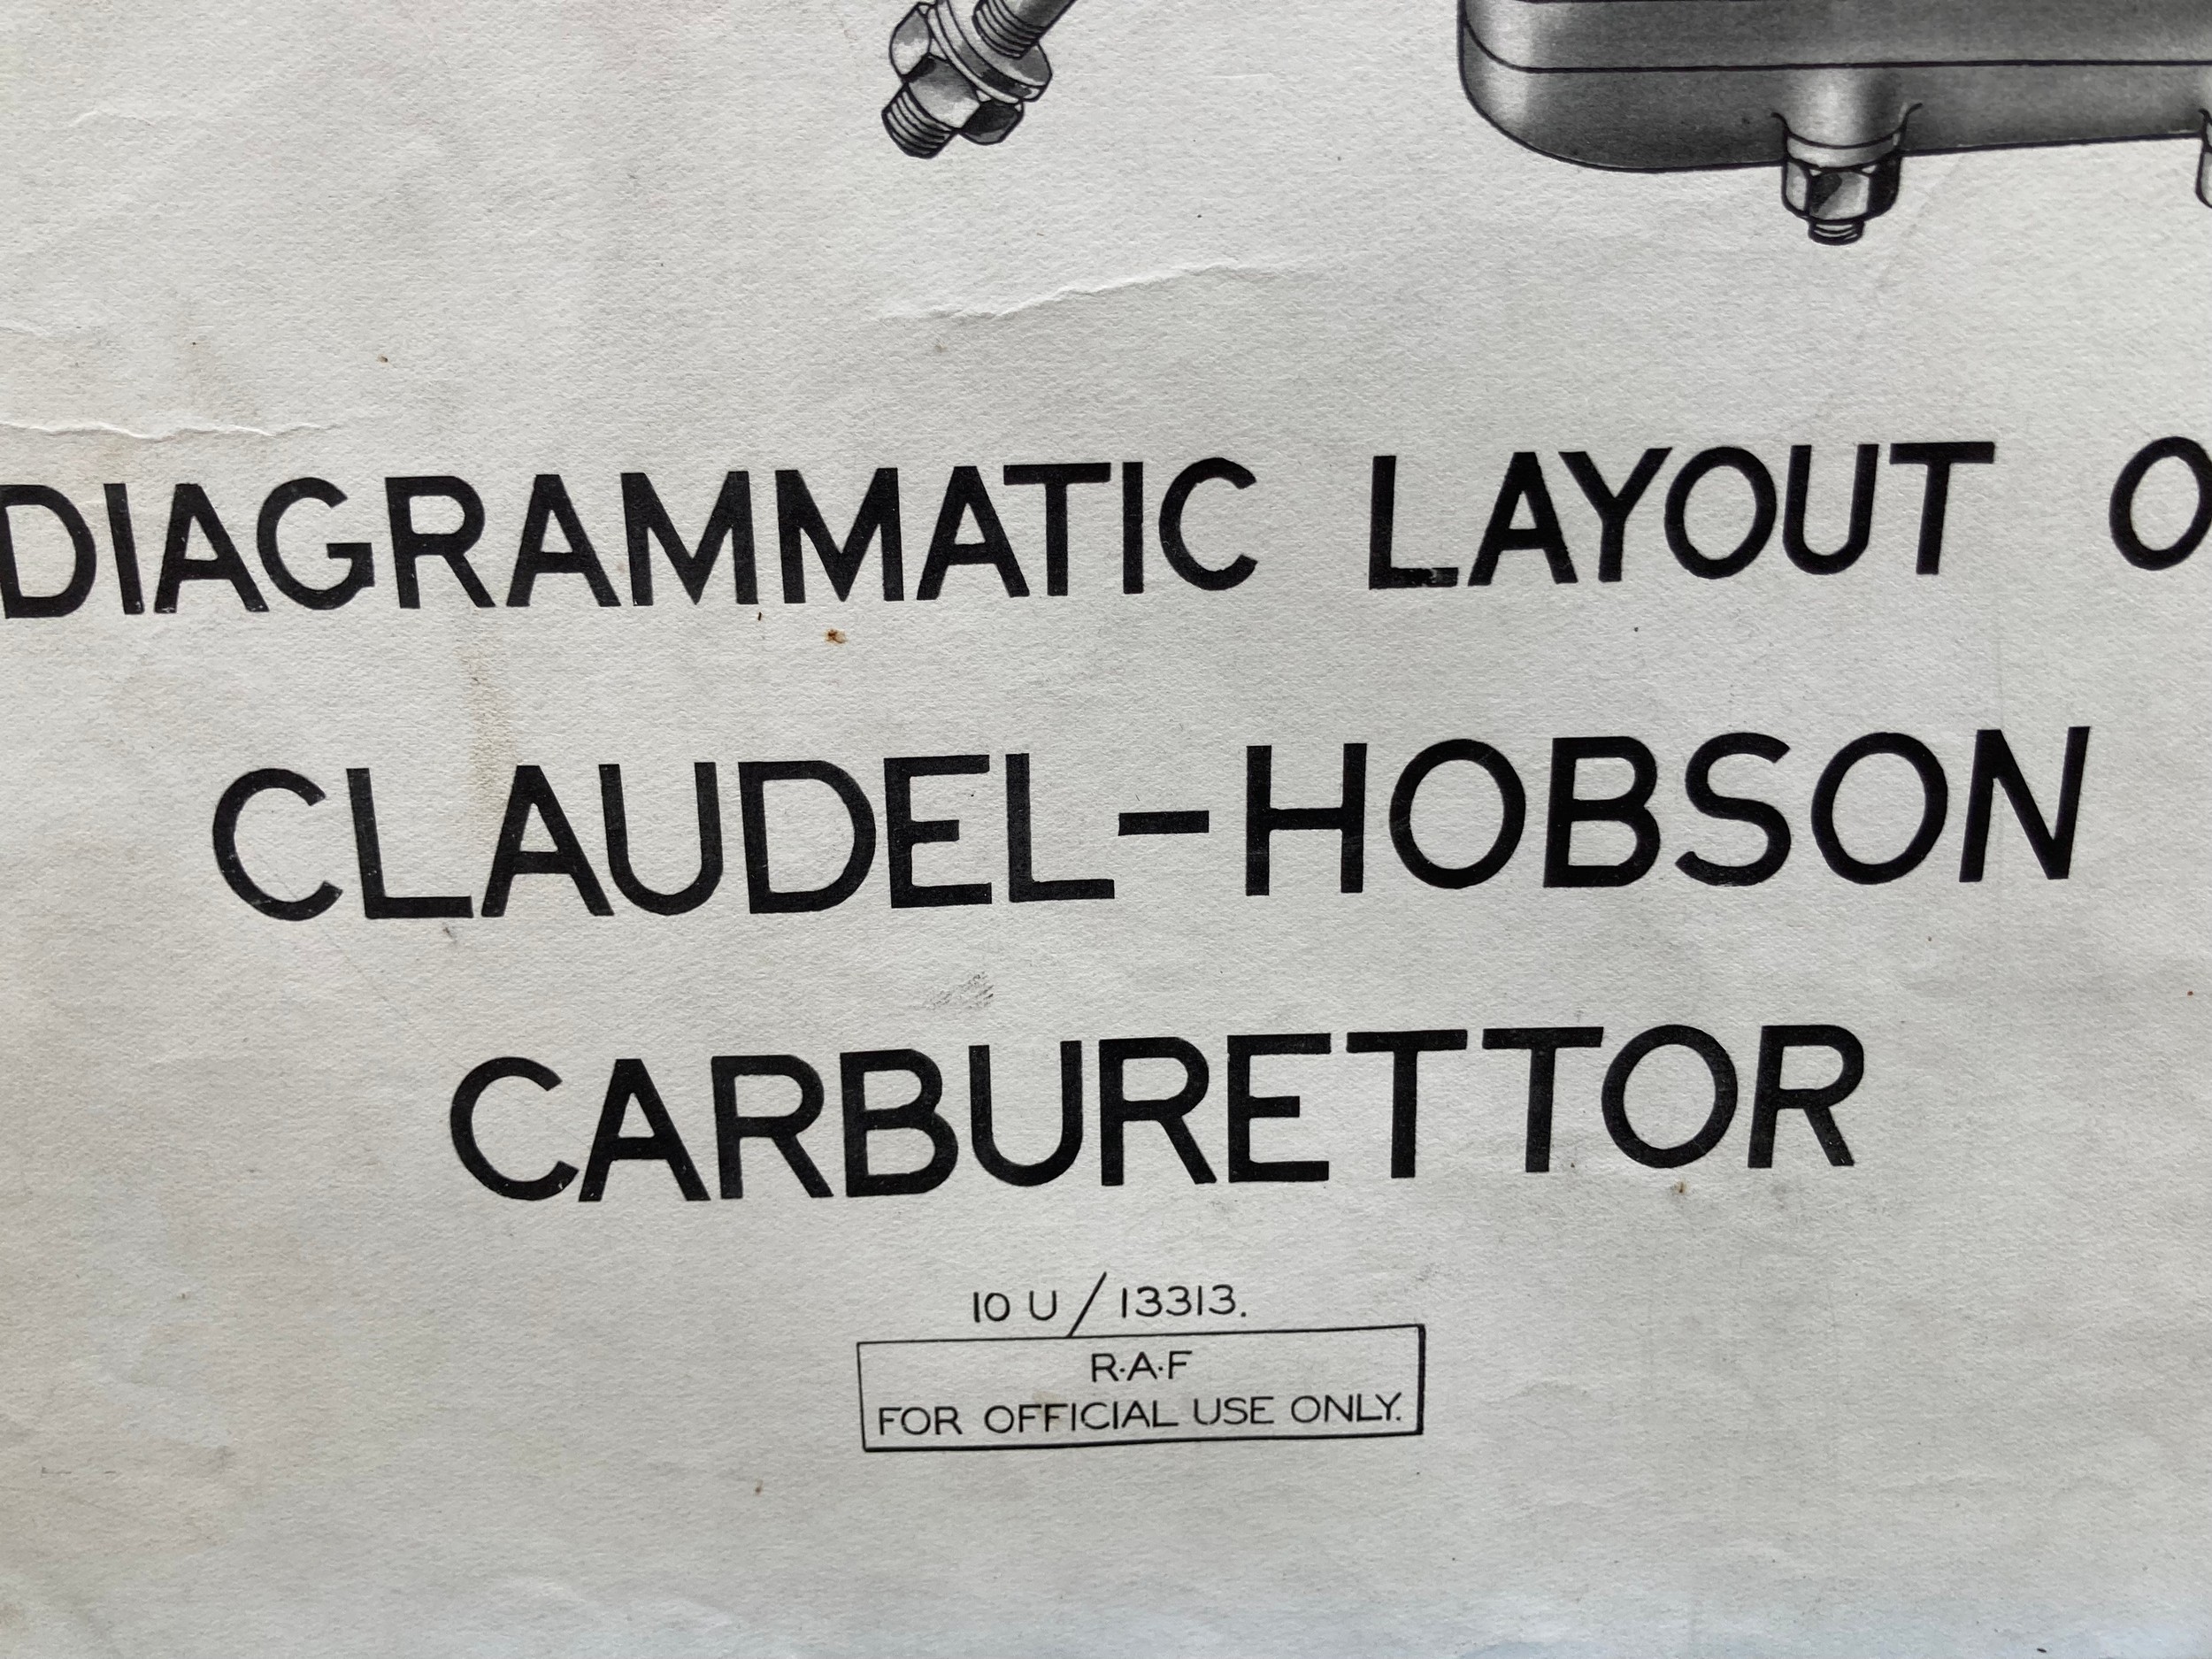 DIAGRAMMATIC LAYOUT O
CLAUDEL-HOBSON
CARBURETTOR
10 U/13313.
R·A·F
FOR OFFICIAL USE ONLY.